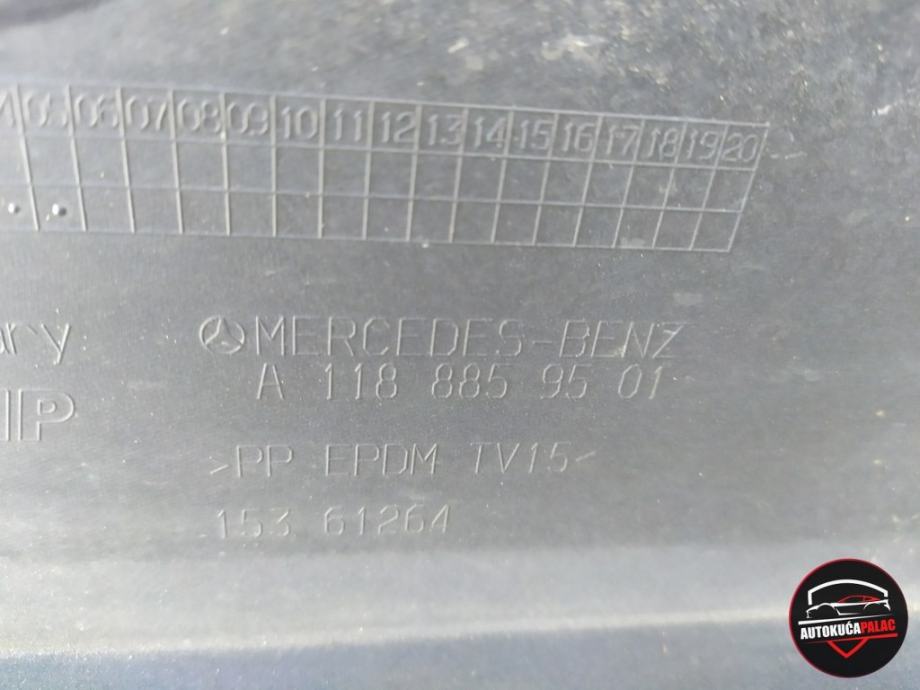 05 06 07 08 09 10 11 12 13 14 15 16 17 18 19 20
MERCEDES-BENZ
A 118 885 95 01
>PP EPDM TV15<
153 61264
AUTOKUĆAPALAC